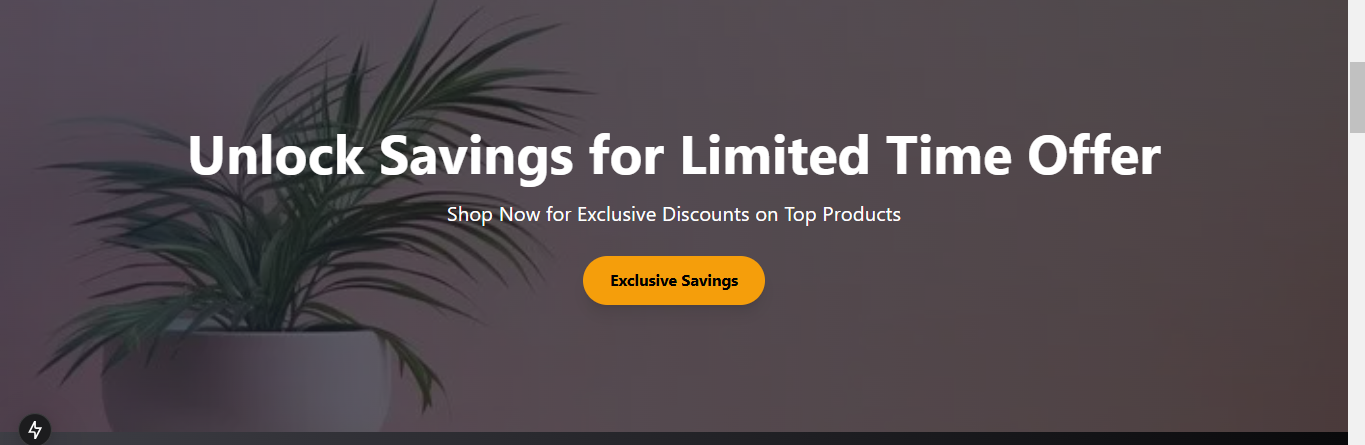 Unlock Savings for Limited Time Offer
Shop Now for Exclusive Discounts on Top Products
Exclusive Savings